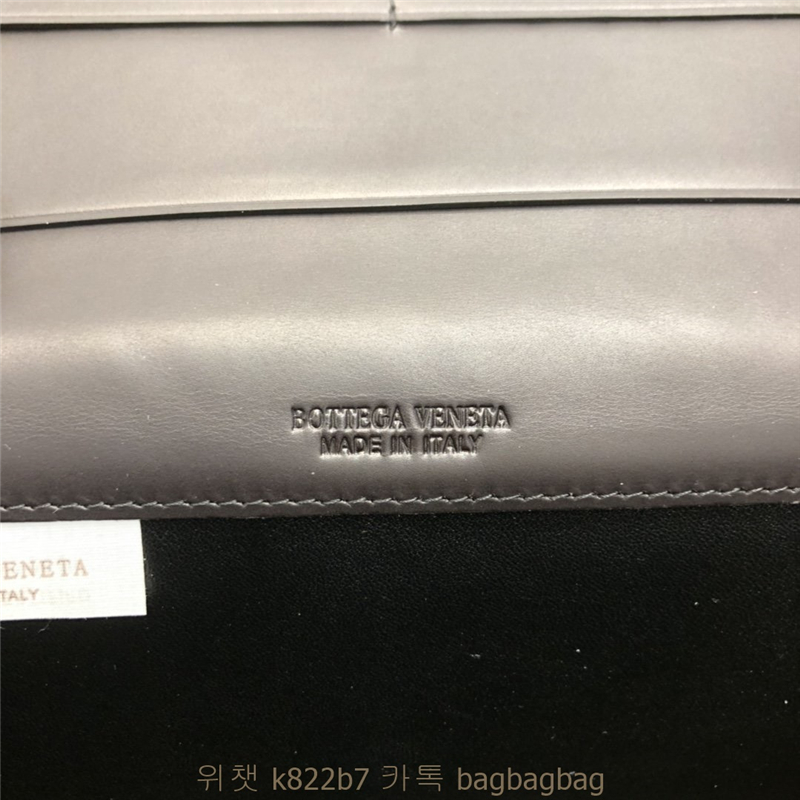 BOTTEGA VENETA
MADE IN ITALY
ENETA
TALY
위챗 k822b7 카톡 bagbagbag